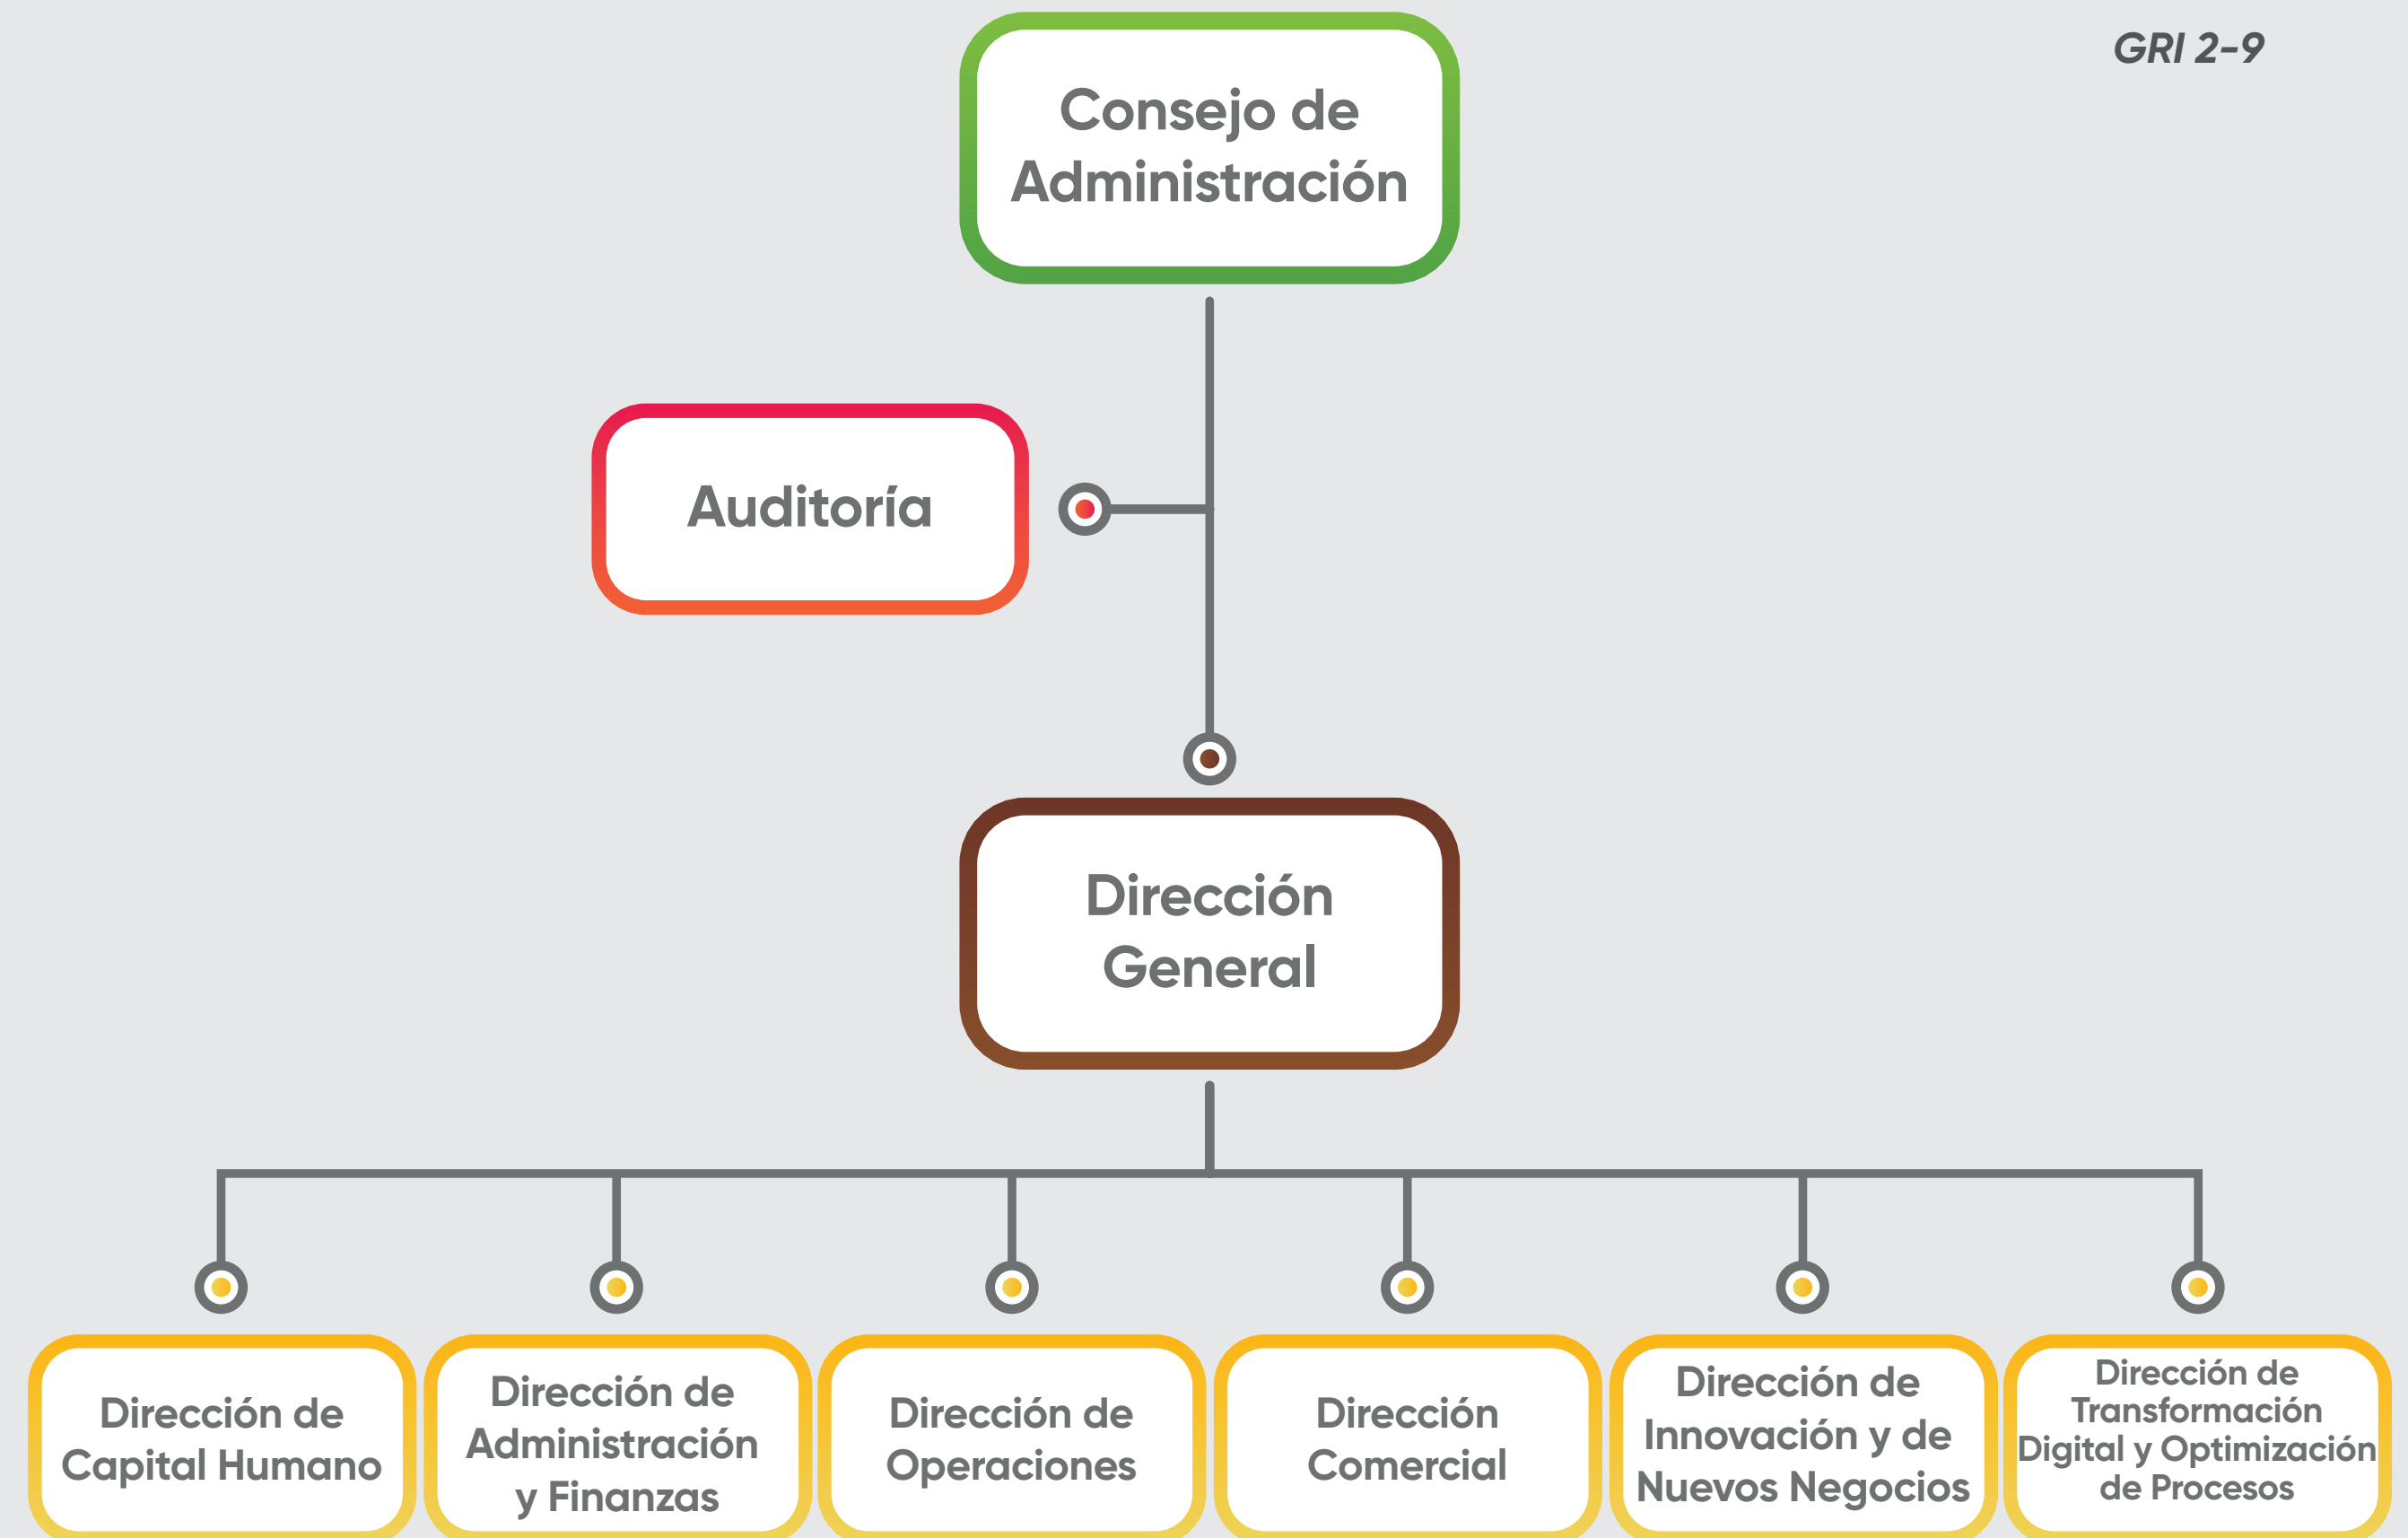 GRI 2-9
Consejo de
Administración
Auditoría
Dirección
General
Dirección de
Capital Humano
Dirección de
Administración
y Finanzas
Dirección de
Operaciones
Dirección
Comercial
Dirección de
Innovación y de
Nuevos Negocios
Dirección de
Transformación
Digital y Optimización
de Procesos